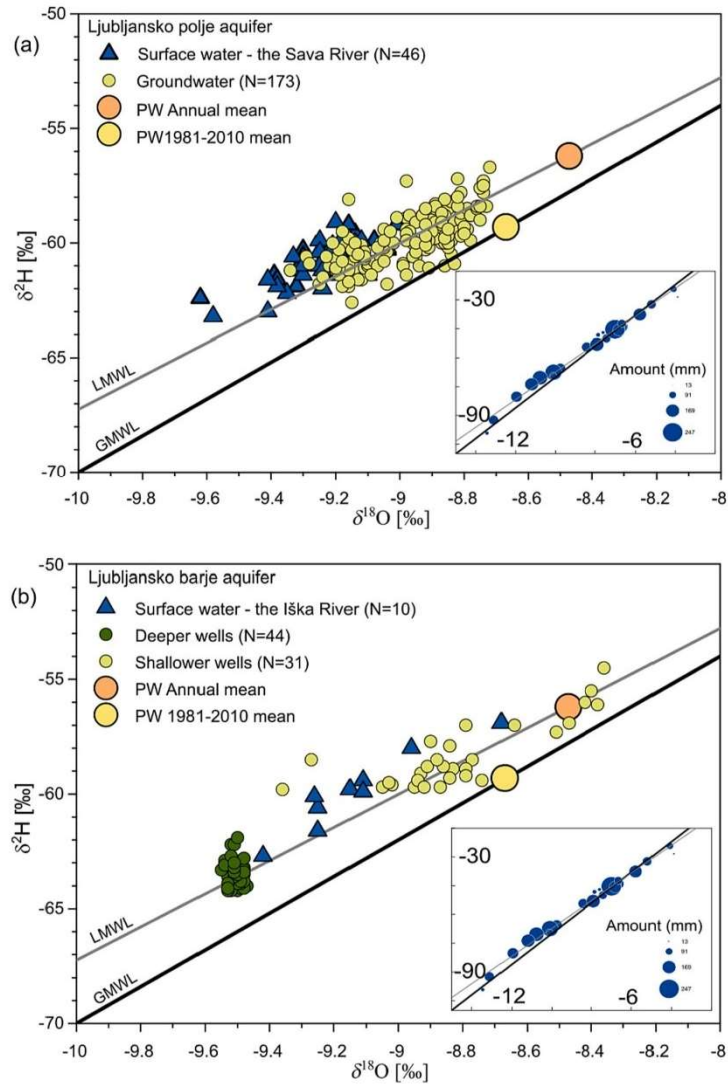 (a)
Ljubljansko polje aquifer
Surface water - the Sava River (N=46)
Groundwater (N=173)
PW Annual mean
PW1981-2010 mean
-50
-55
-60
-65
-70
δ²H [‰]
LMWL
GMWL
-30
-90
-12
-6
Amount (mm)
13
91
169
247
-10
-9.8
-9.6
-9.4
-9.2
-9
-8.8
-8.6
-8.4
-8.2
-8
δ¹⁸O [‰]
(b)
Ljubljansko barje aquifer
Surface water - the Iška River (N=10)
Deeper wells (N=44)
Shallower wells (N=31)
PW Annual mean
PW 1981-2010 mean
-50
-55
-60
-65
-70
δ²H [‰]
LMWL
GMWL
-30
-90
-12
-6
Amount (mm)
13
91
169
247
-10
-9.8
-9.6
-9.4
-9.2
-9
-8.8
-8.6
-8.4
-8.2
-8
δ¹⁸O [‰]